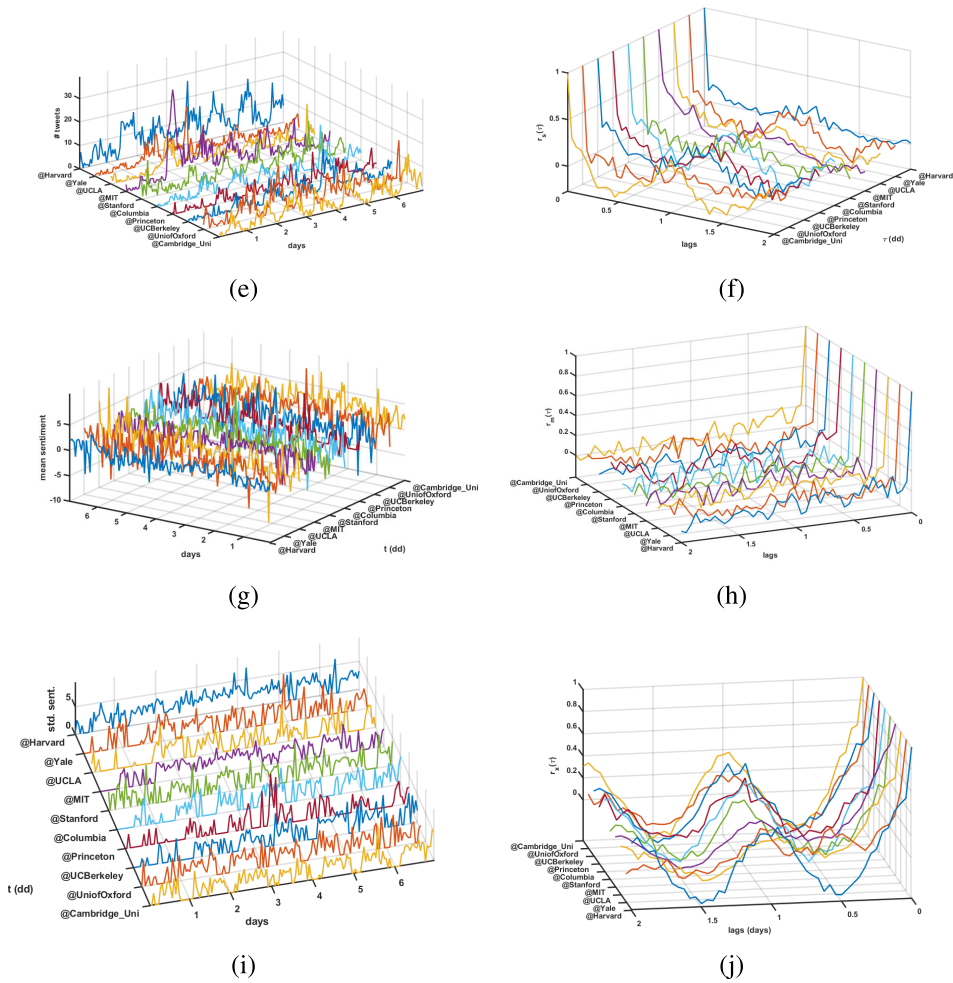 # tweets
30
20
10
0
@Harvard
@Yale
@UCLA
@MIT
@Stanford
@Columbia
@Princeton
@UCBerkeley
@UniofOxford
@Cambridge_Uni
1
2
3
4
5
6
days
(e)
r_s(τ)
1
0.5
0
0
0.5
1
1.5
2
lags
@Harvard
@Yale
@UCLA
@MIT
@Stanford
@Columbia
@Princeton
@UCBerkeley
@UniofOxford
@Cambridge_Uni
τ (dd)
(f)
mean sentiment
5
0
-5
-10
6
5
4
3
2
1
days
@Cambridge_Uni
@UniofOxford
@UCBerkeley
@Princeton
@Columbia
@Stanford
@MIT
@UCLA
@Yale
@Harvard
t (dd)
(g)
r_m(τ)
1
0.8
0.6
0.4
0.2
0
@Cambridge_Uni
@UniofOxford
@UCBerkeley
@Princeton
@Columbia
@Stanford
@MIT
@UCLA
@Yale
@Harvard
2
1.5
1
0.5
0
lags
(h)
std. sent.
5
0
@Harvard
@Yale
@UCLA
@MIT
@Stanford
@Columbia
@Princeton
@UCBerkeley
@UniofOxford
@Cambridge_Uni
t (dd)
1
2
3
4
5
6
days
(i)
r_x(τ)
1
0.8
0.6
0.4
0.2
0
@Cambridge_Uni
@UniofOxford
@UCBerkeley
@Princeton
@Columbia
@Stanford
@MIT
@UCLA
@Yale
@Harvard
2
1.5
1
0.5
0
lags (days)
(j)